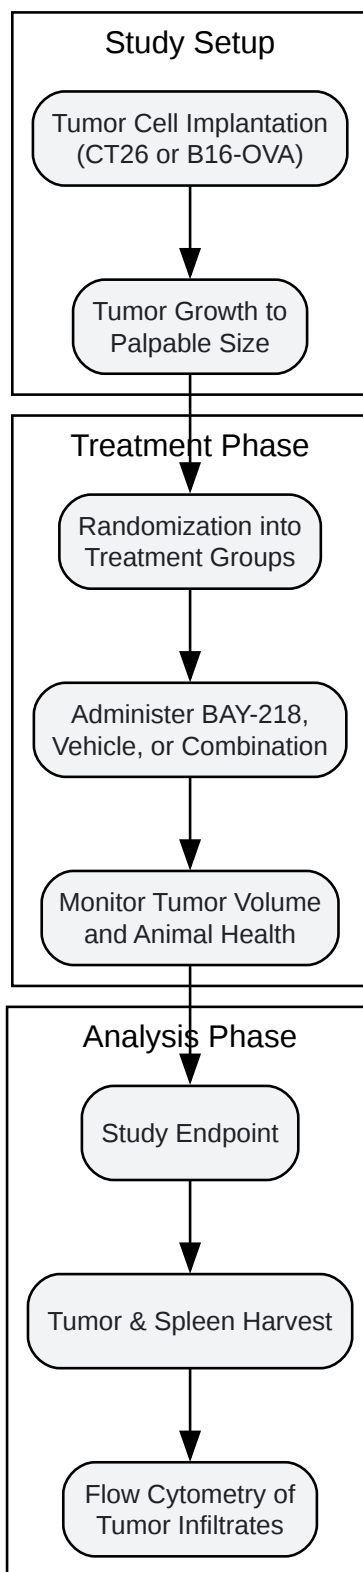 Study Setup
Tumor Cell Implantation
(CT26 or B16-OVA)
Tumor Growth to
Palpable Size
Treatment Phase
Randomization into
Treatment Groups
Administer BAY-218,
Vehicle, or Combination
Monitor Tumor Volume
and Animal Health
Analysis Phase
Study Endpoint
Tumor & Spleen Harvest
Flow Cytometry of
Tumor Infiltrates